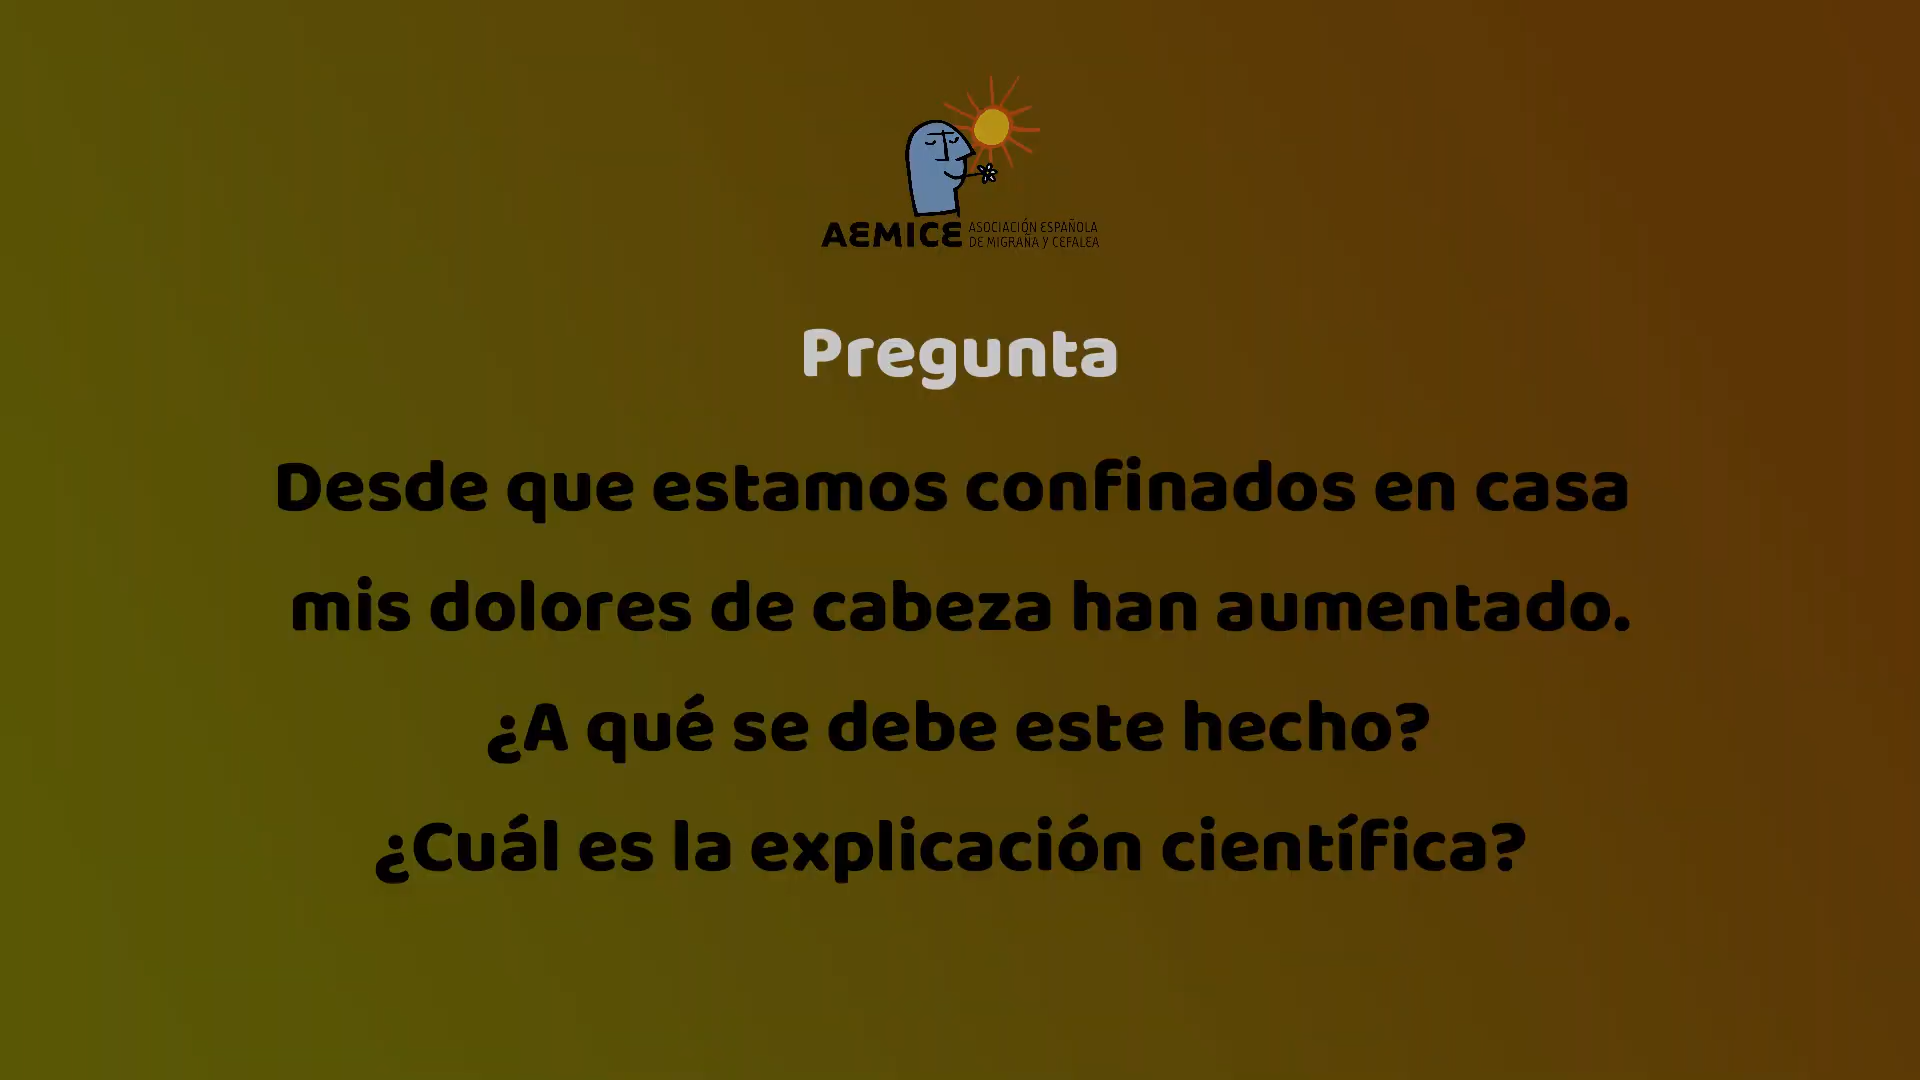 AEMICE ASOCIACIÓN ESPAÑOLA
DE MIGRAÑA Y CEFALEA
Pregunta
Desde que estamos confinados en casa
mis dolores de cabeza han aumentado.
¿A qué se debe este hecho?
¿Cuál es la explicación científica?